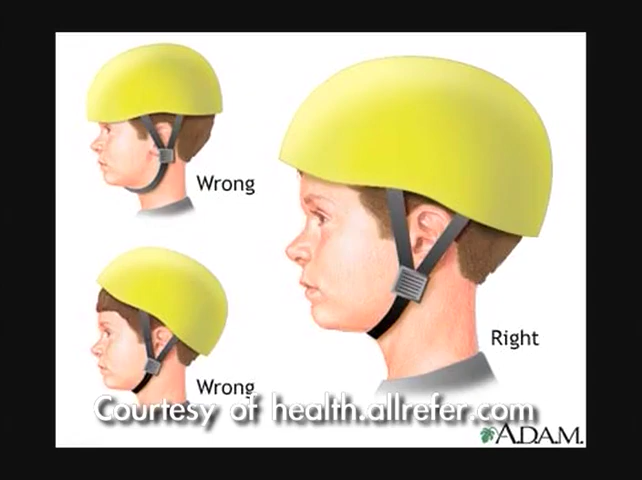 Wrong
Right
Wrong
Courtesy of health.allrefer.com
A.D.A.M.